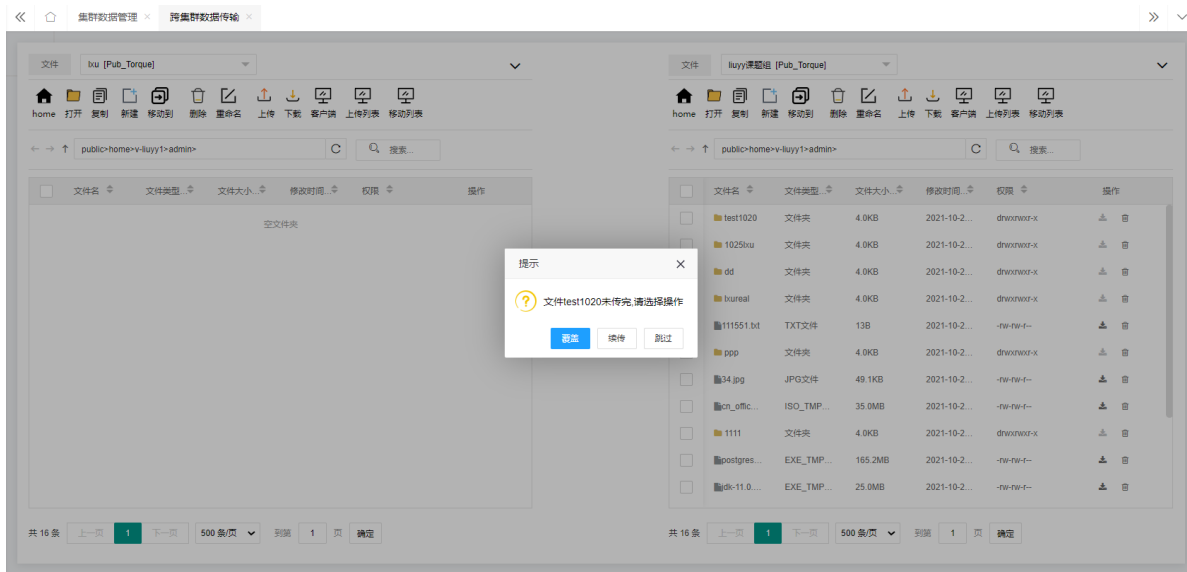 集群数据管理 × 跨集群数据传输 ×
文件 lxu [Pub_Torque]
home 打开 复制 新建 移动到 删除 重命名 上传 下载 客户端 上传列表 移动列表
public>home>v-liuyy1>admin> 搜索...
文件名 文件类型... 文件大小... 修改时间... 权限 操作
空文件夹
共 16 条 上一页 1 下一页 500 条/页 到第 1 页 确定
文件 liuyy课题组 [Pub_Torque]
home 打开 复制 新建 移动到 删除 重命名 上传 下载 客户端 上传列表 移动列表
public>home>v-liuyy1>admin> 搜索...
文件名 文件类型... 文件大小... 修改时间... 权限 操作
test1020 文件夹 4.0KB 2021-10-2... drwxrwxr-x
1025lxu 文件夹 4.0KB 2021-10-2... drwxrwxr-x
dd 文件夹 4.0KB 2021-10-2... drwxrwxr-x
lxureal 文件夹 4.0KB 2021-10-2... drwxrwxr-x
111551.txt TXT文件 13B 2021-10-2... -rw-rw-r--
ppp 文件夹 4.0KB 2021-10-2... drwxrwxr-x
34.jpg JPG文件 49.1KB 2021-10-2... -rw-rw-r--
cn_offic... ISO_TMP... 35.0MB 2021-10-2... -rw-rw-r--
1111 文件夹 4.0KB 2021-10-2... drwxrwxr-x
postgres... EXE_TMP... 165.2MB 2021-10-2... -rw-rw-r--
jdk-11.0.... EXE_TMP... 25.0MB 2021-10-2... -rw-rw-r--
共 16 条 上一页 1 下一页 500 条/页 到第 1 页 确定
提示
文件test1020未传完,请选择操作
覆盖 续传 跳过